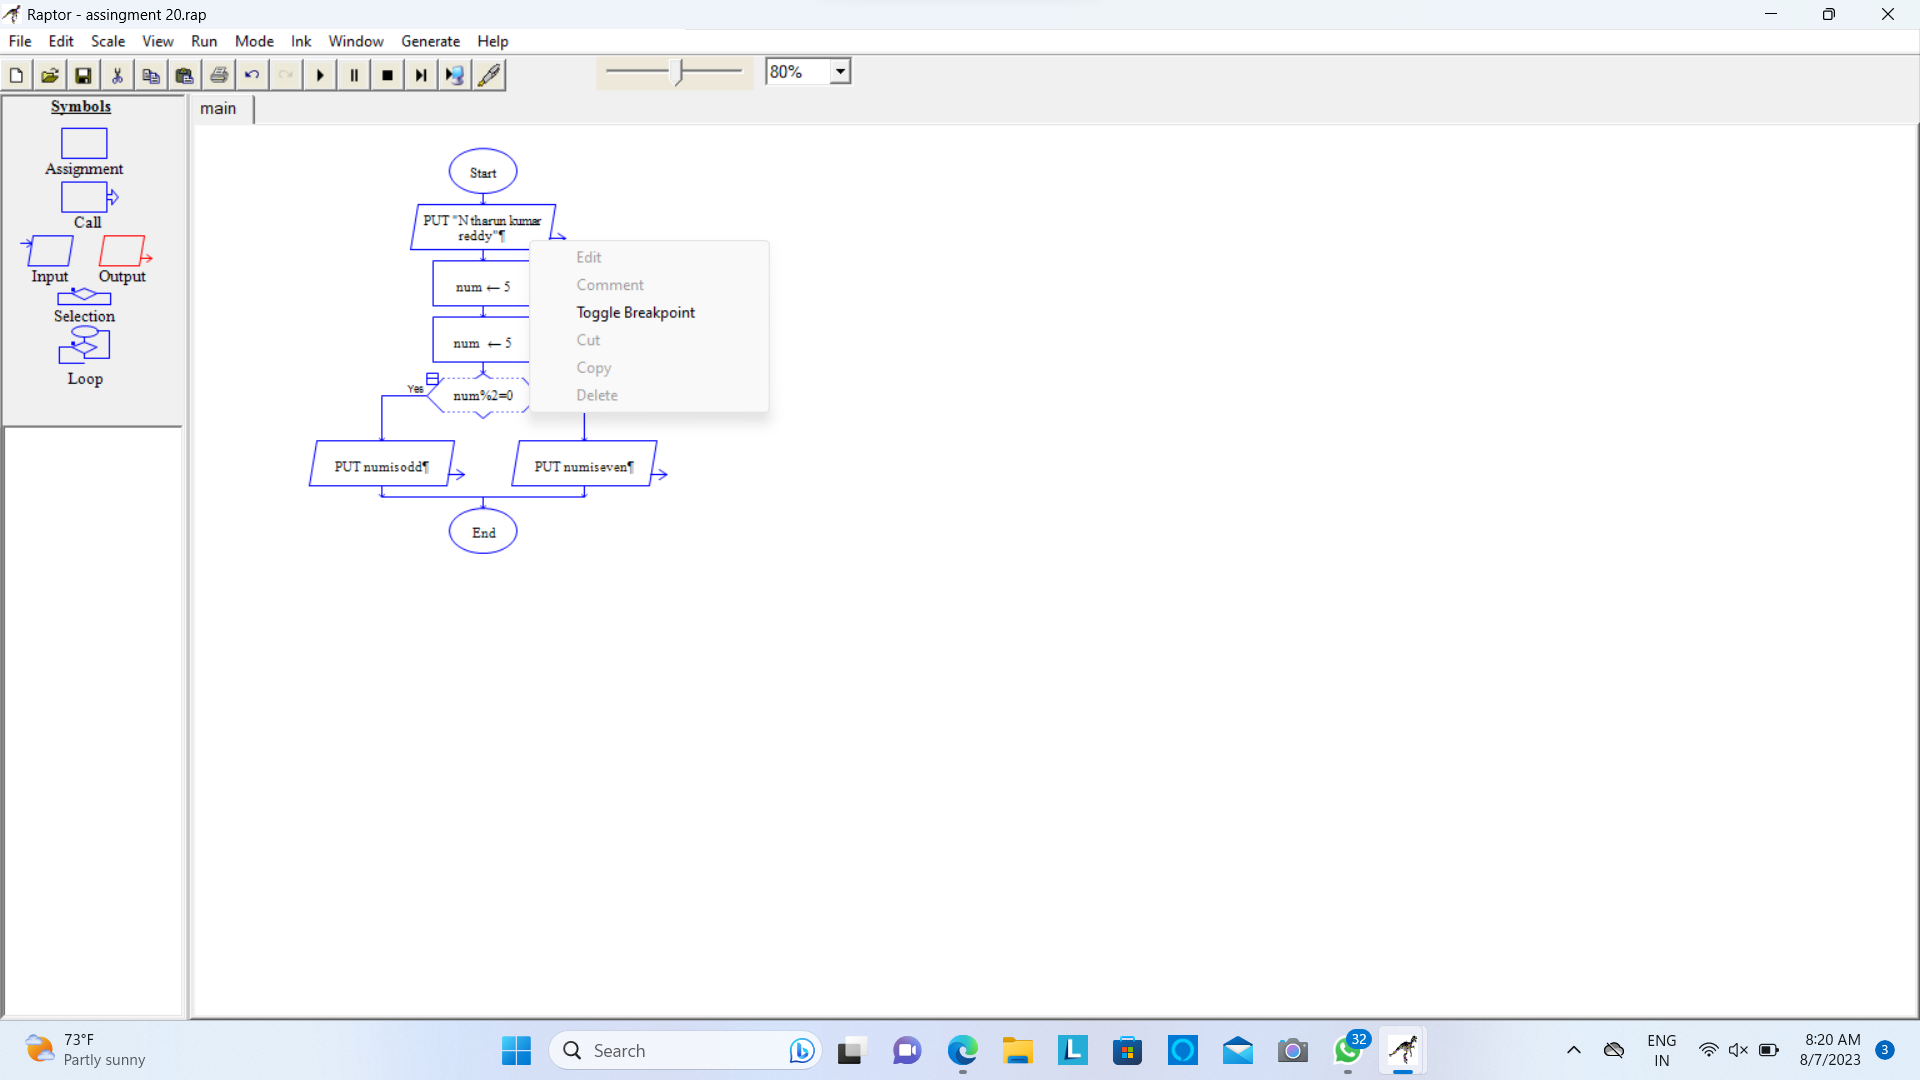 Raptor - assingment 20.rap
File Edit Scale View Run Mode Ink Window Generate Help
80%
Symbols
Assignment
Call
Input Output
Selection
Loop
main
Start
PUT "N tharun kumar
reddy"¶
num ← 5
num ← 5
Yes
num%2=0
PUT numisodd¶
PUT numiseven¶
End
Edit
Comment
Toggle Breakpoint
Cut
Copy
Delete
73°F
Partly sunny
Search
32
ENG
IN
8:20 AM
8/7/2023
3